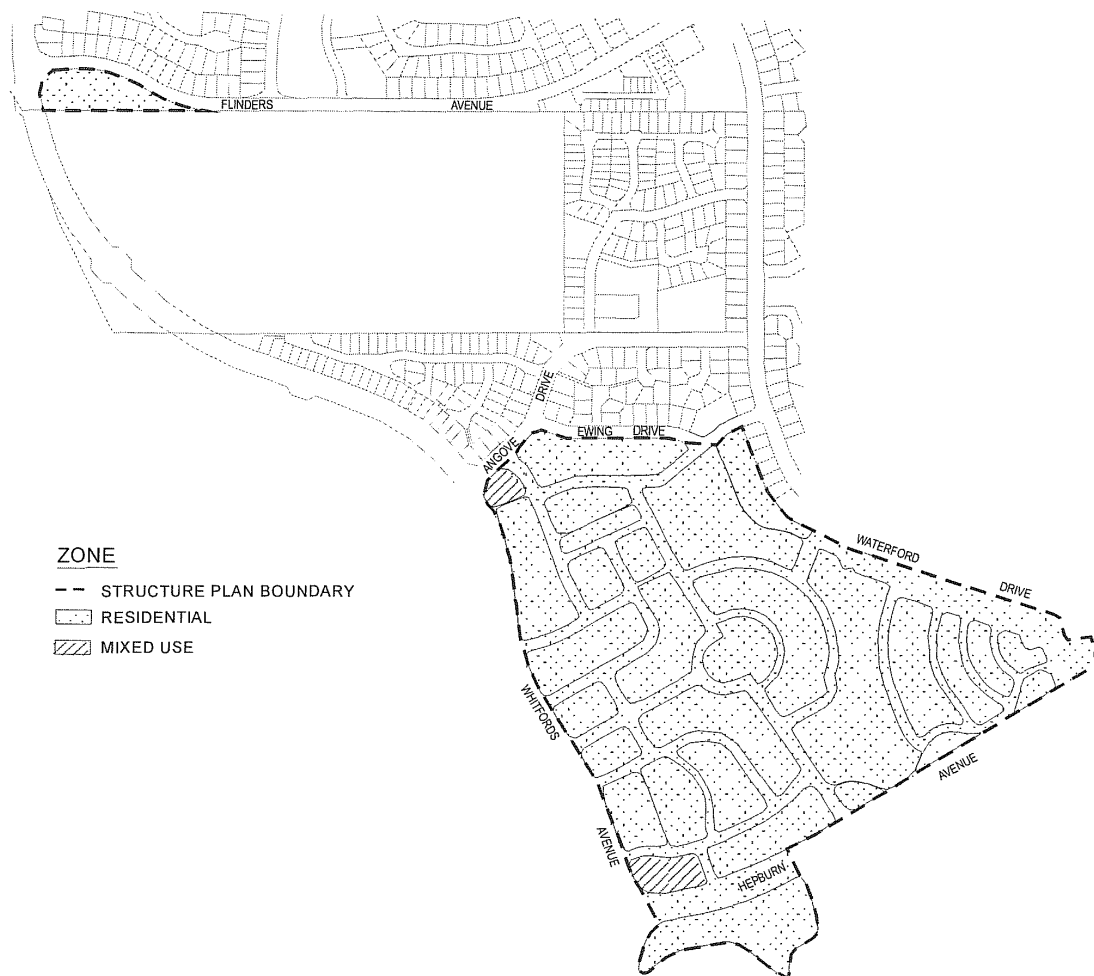 FLINDERS AVENUE
DRIVE
EWING DRIVE
ANGOVE
WATERFORD
DRIVE
ZONE
STRUCTURE PLAN BOUNDARY
RESIDENTIAL
MIXED USE
WHITFORDS
AVENUE
AVENUE
HEPBURN